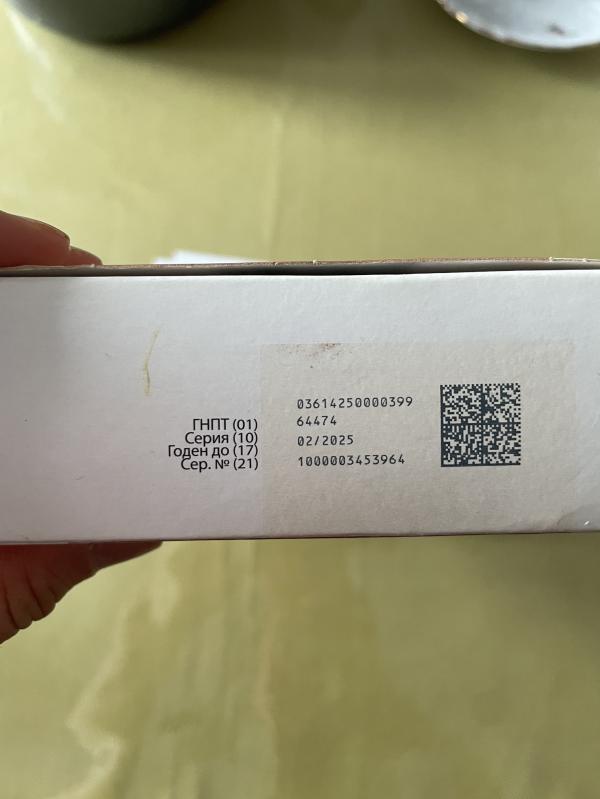 ГНПТ (01) 03614250000399
Серия (10) 64474
Годен до (17) 02/2025
Сер. № (21) 1000003453964